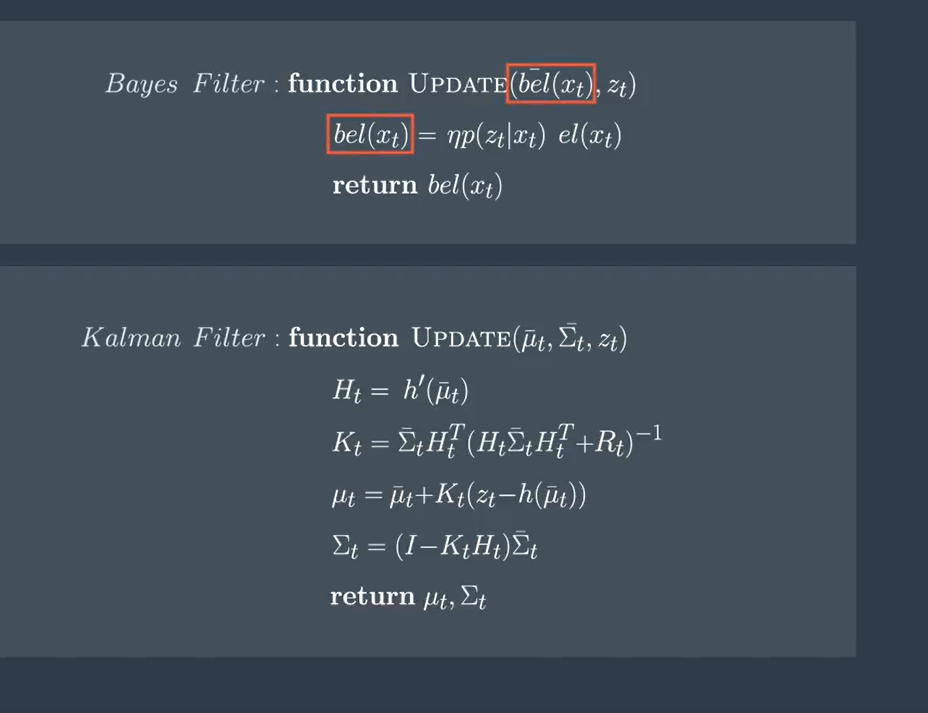 Bayes Filter : function UPDATE(b̄el(xₜ), zₜ)
bel(xₜ) = ηp(zₜ|xₜ) el(xₜ)
return bel(xₜ)
Kalman Filter : function UPDATE(μ̄ₜ, Σ̄ₜ, zₜ)
Hₜ = h′(μ̄ₜ)
Kₜ = Σ̄ₜHₜᵀ(HₜΣ̄ₜHₜᵀ+Rₜ)⁻¹
μₜ = μ̄ₜ+Kₜ(zₜ−h(μ̄ₜ))
Σₜ = (I−KₜHₜ)Σ̄ₜ
return μₜ, Σₜ